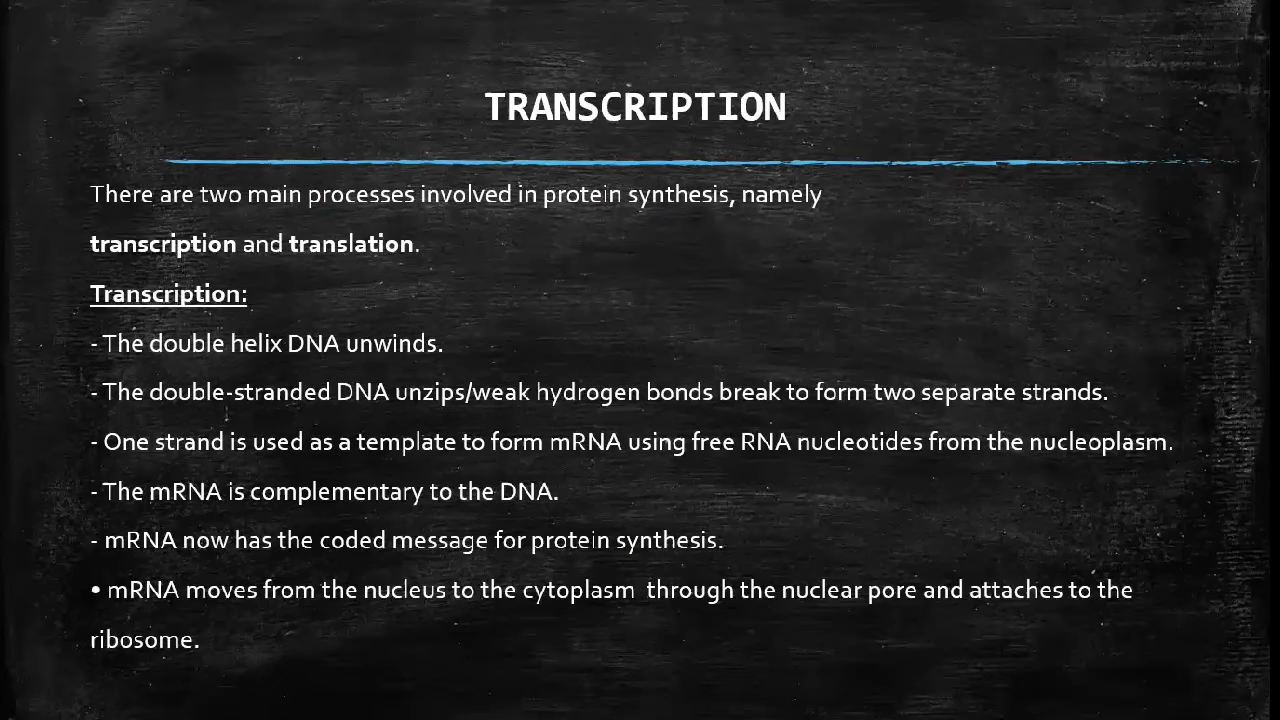 TRANSCRIPTION
There are two main processes involved in protein synthesis, namely
transcription and translation.
Transcription:
- The double helix DNA unwinds.
- The double-stranded DNA unzips/weak hydrogen bonds break to form two separate strands.
- One strand is used as a template to form mRNA using free RNA nucleotides from the nucleoplasm.
- The mRNA is complementary to the DNA.
- mRNA now has the coded message for protein synthesis.
• mRNA moves from the nucleus to the cytoplasm  through the nuclear pore and attaches to the
ribosome.